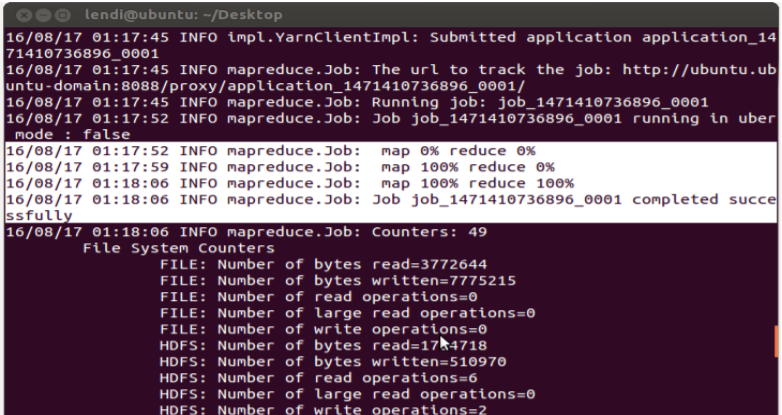 lendi@ubuntu: ~/Desktop
16/08/17 01:17:45 INFO impl.YarnClientImpl: Submitted application application_14
71410736896_0001
16/08/17 01:17:45 INFO mapreduce.Job: The url to track the job: http://ubuntu.ub
untu-domain:8088/proxy/application_1471410736896_0001/
16/08/17 01:17:45 INFO mapreduce.Job: Running job: job_1471410736896_0001
16/08/17 01:17:52 INFO mapreduce.Job: Job job_1471410736896_0001 running in uber
 mode : false
16/08/17 01:17:52 INFO mapreduce.Job:  map 0% reduce 0%
16/08/17 01:17:59 INFO mapreduce.Job:  map 100% reduce 0%
16/08/17 01:18:06 INFO mapreduce.Job:  map 100% reduce 100%
16/08/17 01:18:06 INFO mapreduce.Job: Job job_1471410736896_0001 completed succe
ssfully
16/08/17 01:18:06 INFO mapreduce.Job: Counters: 49
File System Counters
FILE: Number of bytes read=3772644
FILE: Number of bytes written=7775215
FILE: Number of read operations=0
FILE: Number of large read operations=0
FILE: Number of write operations=0
HDFS: Number of bytes
HDFS: Number of bytes written=510970
HDFS: Number of read operations=6
HDFS: Number of large read operations=0
HDFS: Number of write operations=2